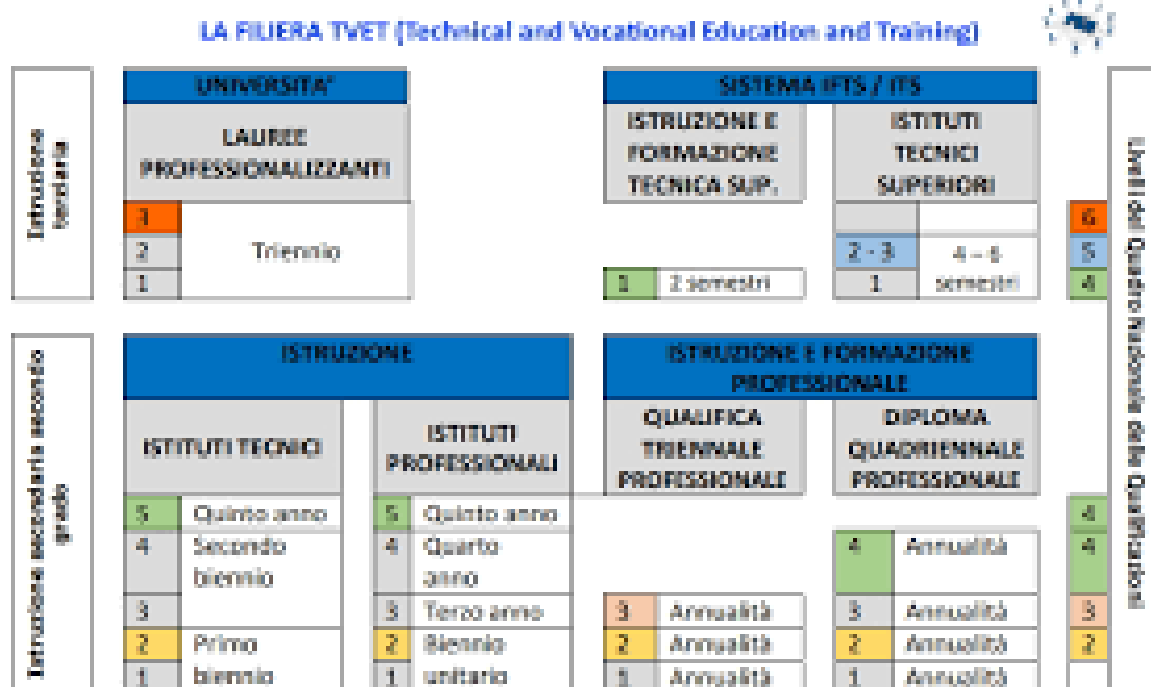 LA FILIERA TVET (Technical and Vocational Education and Training)
Istruzione
terziaria
UNIVERSITA'
LAUREE
PROFESSIONALIZZANTI
3
2
Triennio
1
SISTEMA IFTS / ITS
ISTRUZIONE E
FORMAZIONE
TECNICA SUP.
ISTITUTI
TECNICI
SUPERIORI
2 - 3
4 – 6
semestri
1
1
2 semestri
6
5
4
Livelli del Quadro Nazionale delle Qualificazioni
Istruzione secondaria secondo
grado
ISTRUZIONE
ISTITUTI TECNICI
ISTITUTI
PROFESSIONALI
ISTRUZIONE E FORMAZIONE
PROFESSIONALE
QUALIFICA
TRIENNALE
PROFESSIONALE
DIPLOMA
QUADRIENNALE
PROFESSIONALE
5 Quinto anno
4 Secondo
biennio
3
2 Primo
1 biennio
5 Quinto anno
4 Quarto
anno
3 Terzo anno
2 Biennio
1 unitario
3 Annualità
2 Annualità
1 Annualità
4 Annualità
3 Annualità
2 Annualità
1 Annualità
4
4
3
2